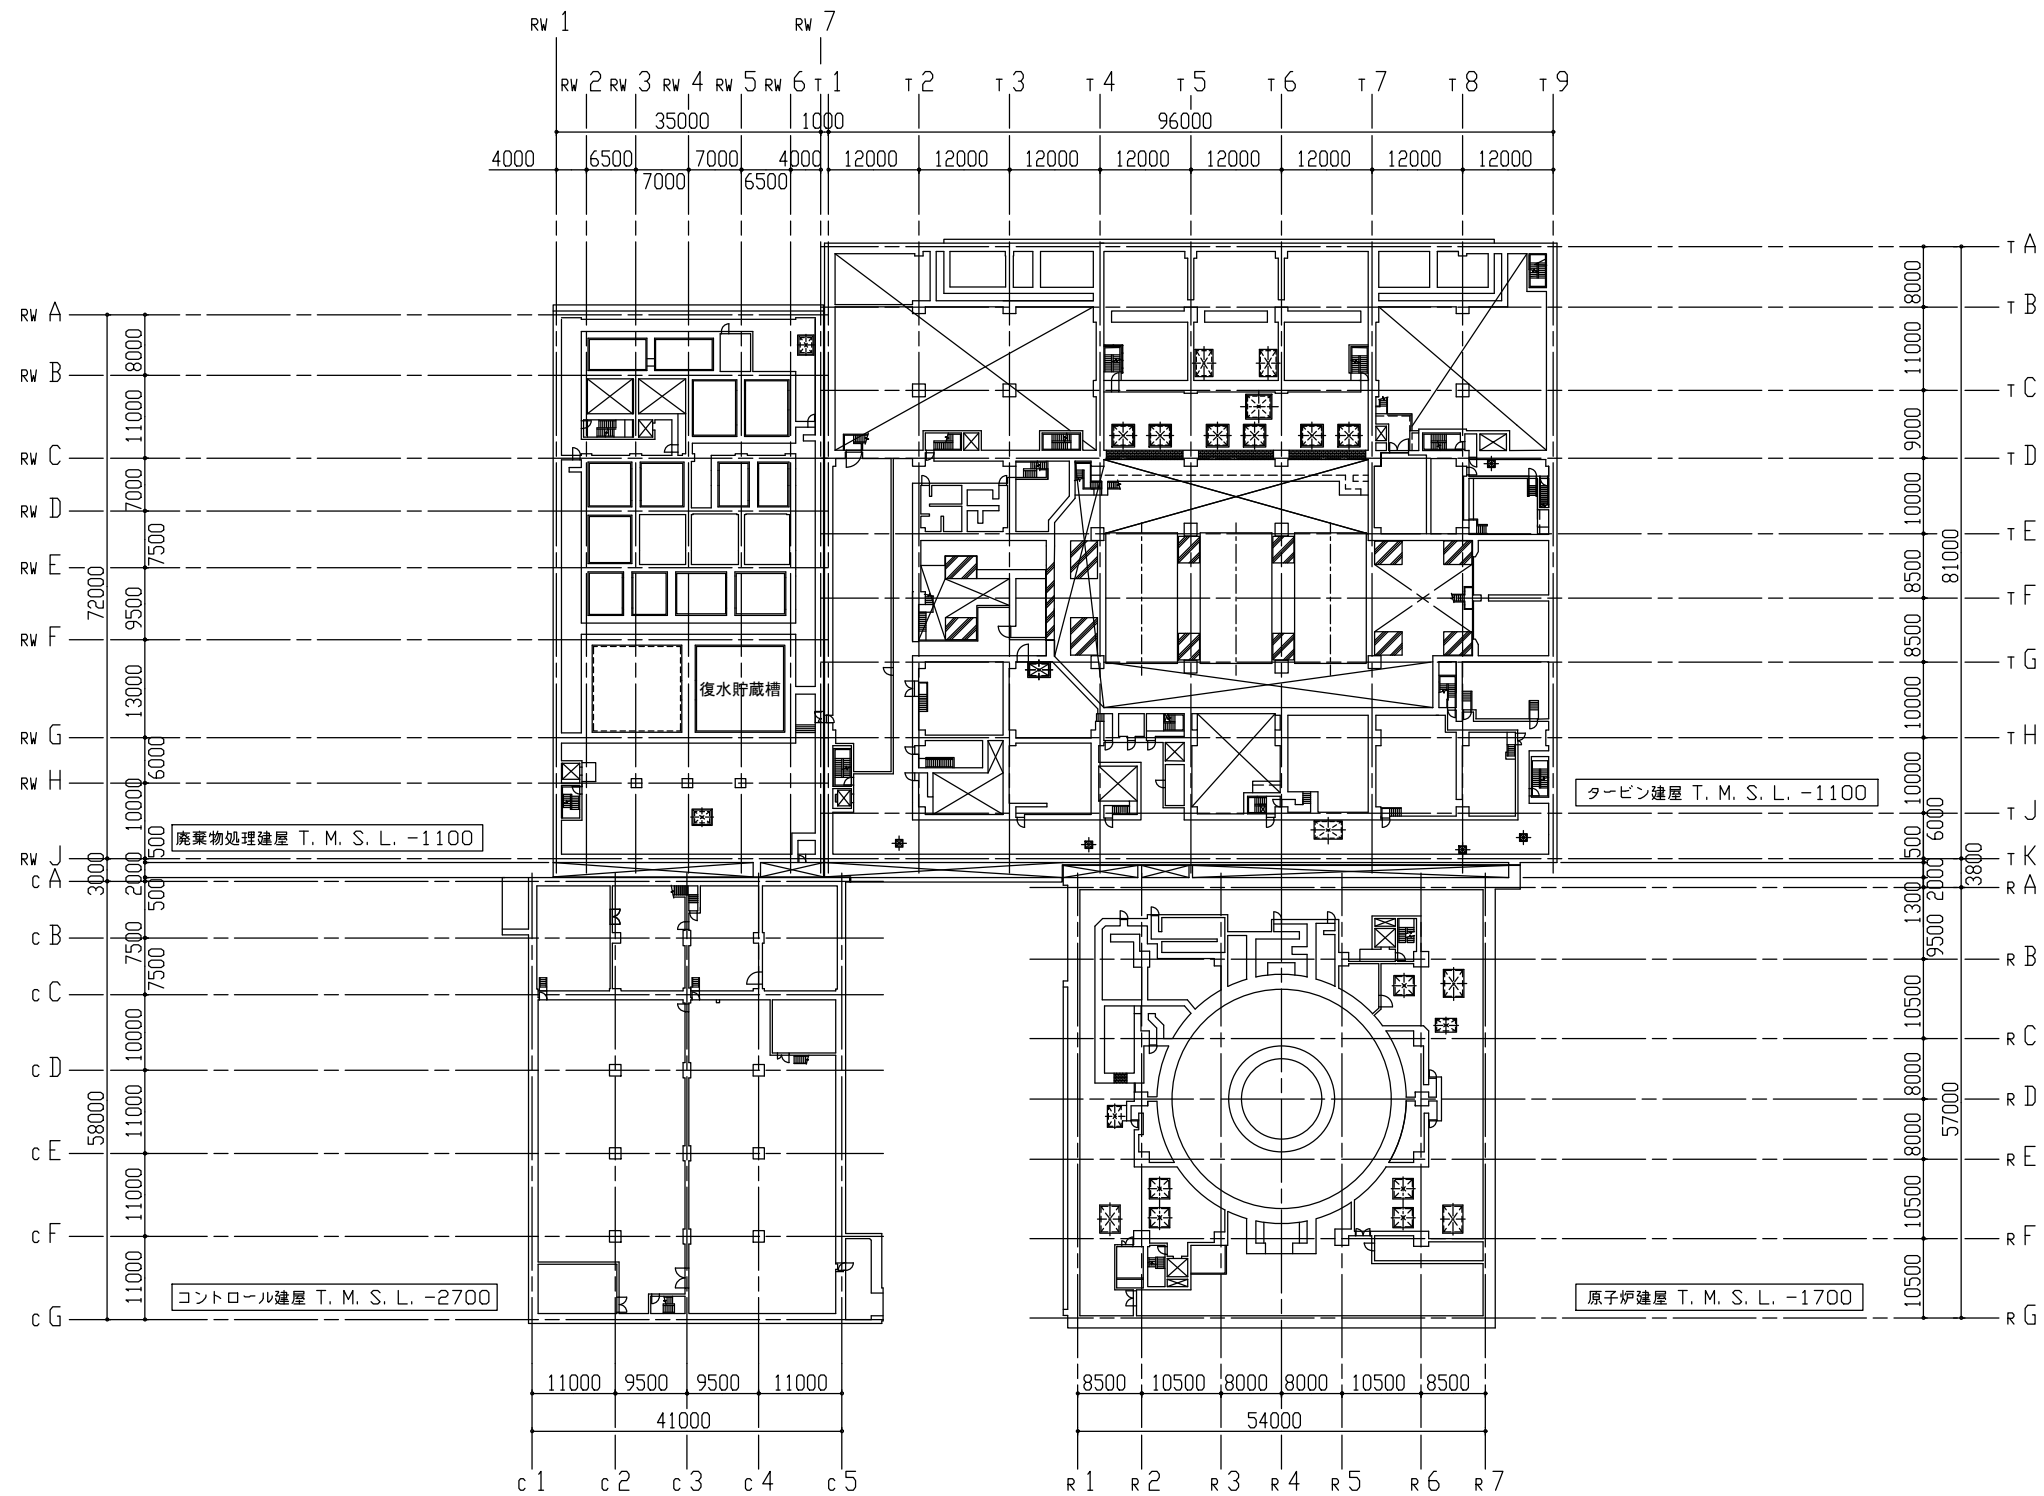 RW 1
RW 7
RW 2 RW 3 RW 4 RW 5 RW 6 T 1 T 2 T 3 T 4 T 5 T 6 T 7 T 8 T 9
35000 1000 96000
4000 6500 7000 4000 12000 12000 12000 12000 12000 12000 12000 12000
7000 6500
RW A
RW B
RW C
RW D
RW E
RW F
RW G
RW H
RW J
C A
C B
C C
C D
C E
C F
C G
8000
11000
7000
7500
9500
13000
6000
10000
500
72000
3000
2000
500
7500
7500
10000
11000
11000
11000
58000
T A
T B
T C
T D
T E
T F
T G
T H
T J
T K
R A
R B
R C
R D
R E
R F
R G
8000
11000
9000
10000
8500
8500
10000
10000
6000
500
81000
3800
2000
1300
9500
10500
8000
8000
10500
10500
57000
復水貯蔵槽
タービン建屋 T. M. S. L. -1100
廃棄物処理建屋 T. M. S. L. -1100
コントロール建屋 T. M. S. L. -2700
原子炉建屋 T. M. S. L. -1700
11000 9500 9500 11000
41000
8500 10500 8000 8000 10500 8500
54000
C 1 C 2 C 3 C 4 C 5
R 1 R 2 R 3 R 4 R 5 R 6 R 7